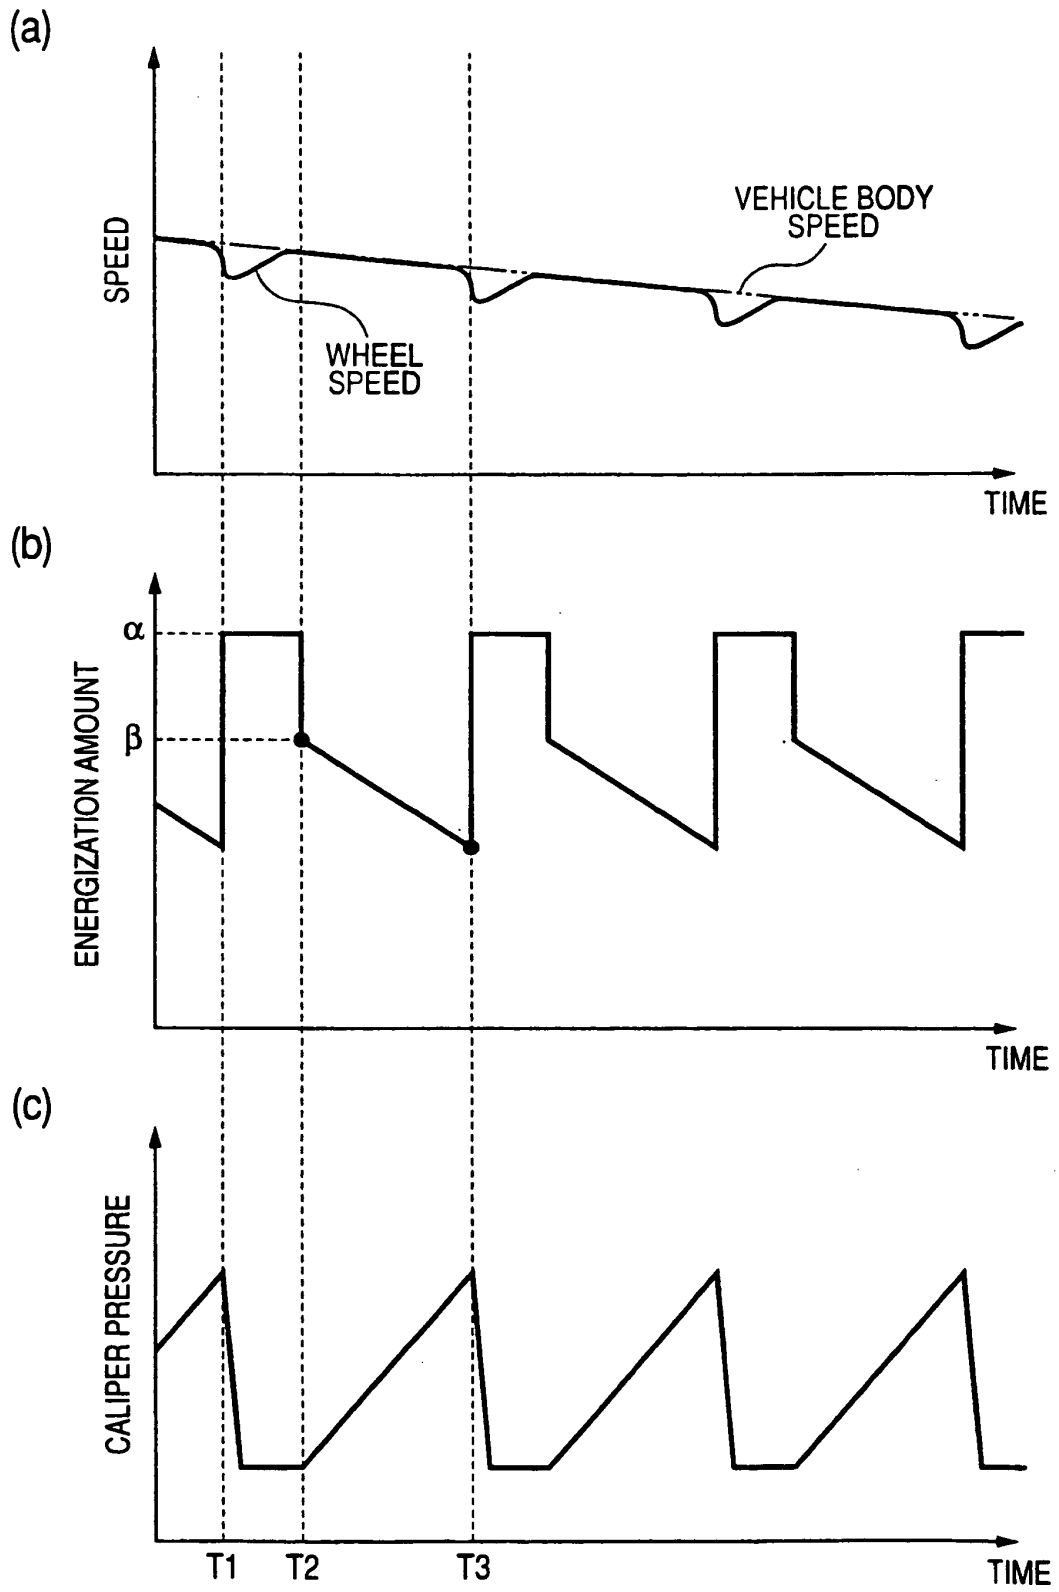 (a)
SPEED
VEHICLE BODY
SPEED
WHEEL
SPEED
TIME
(b)
α
β
ENERGIZATION AMOUNT
TIME
(c)
CALIPER PRESSURE
T1 T2 T3 TIME